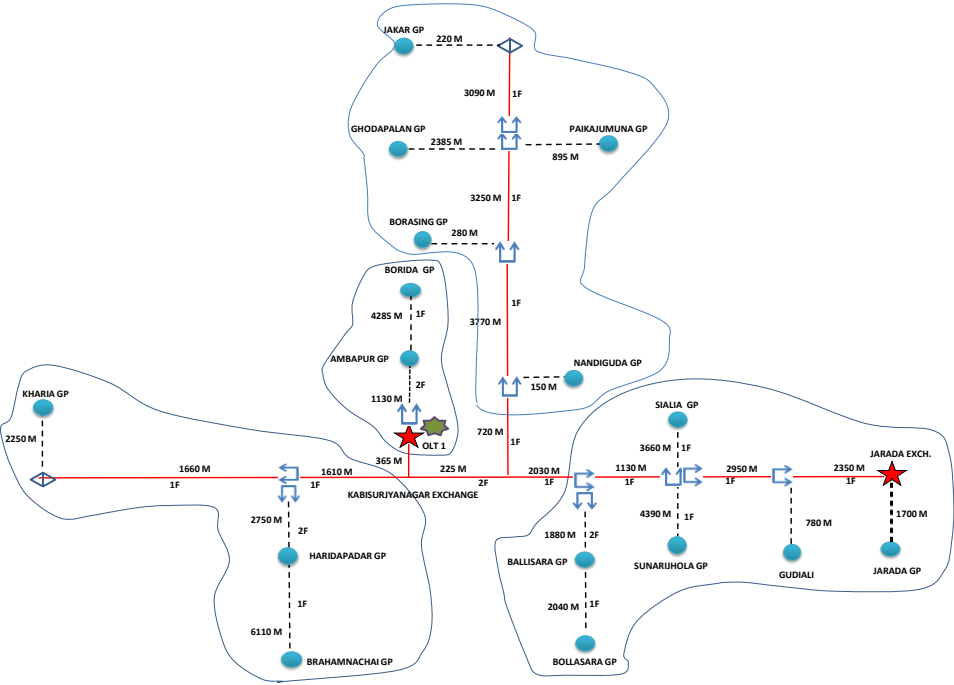 JAKAR GP
220 M
3090 M
1F
GHODAPALAN GP
PAIKAJUMUNA GP
2385 M
895 M
3250 M
1F
BORASING GP
280 M
BORIDA GP
4285 M
1F
1F
3770 M
AMBAPUR GP
NANDIGUDA GP
2F
150 M
KHARIA GP
1130 M
SIALIA GP
2250 M
OLT 1
720 M
1F
3660 M
1F
JARADA EXCH.
365 M
1660 M
1610 M
225 M
2030 M
1130 M
2950 M
2350 M
1F
1F
2F
1F
1F
1F
1F
KABISURJYANAGAR EXCHANGE
2750 M
2F
1880 M
2F
4390 M
1F
780 M
1700 M
HARIDAPADAR GP
BALLISARA GP
SUNARIJHOLA GP
GUDIALI
JARADA GP
1F
2040 M
1F
6110 M
BRAHAMNACHAI GP
BOLLASARA GP